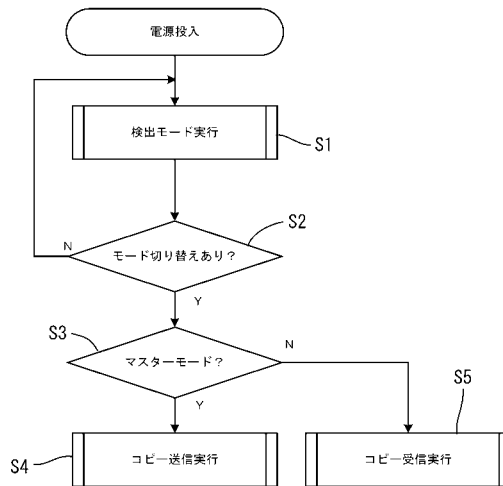 電源投入
検出モード実行
S1
S2
N
モード切り替えあり？
Y
S3
N
マスターモード？
S5
Y
コピー送信実行
コピー受信実行
S4